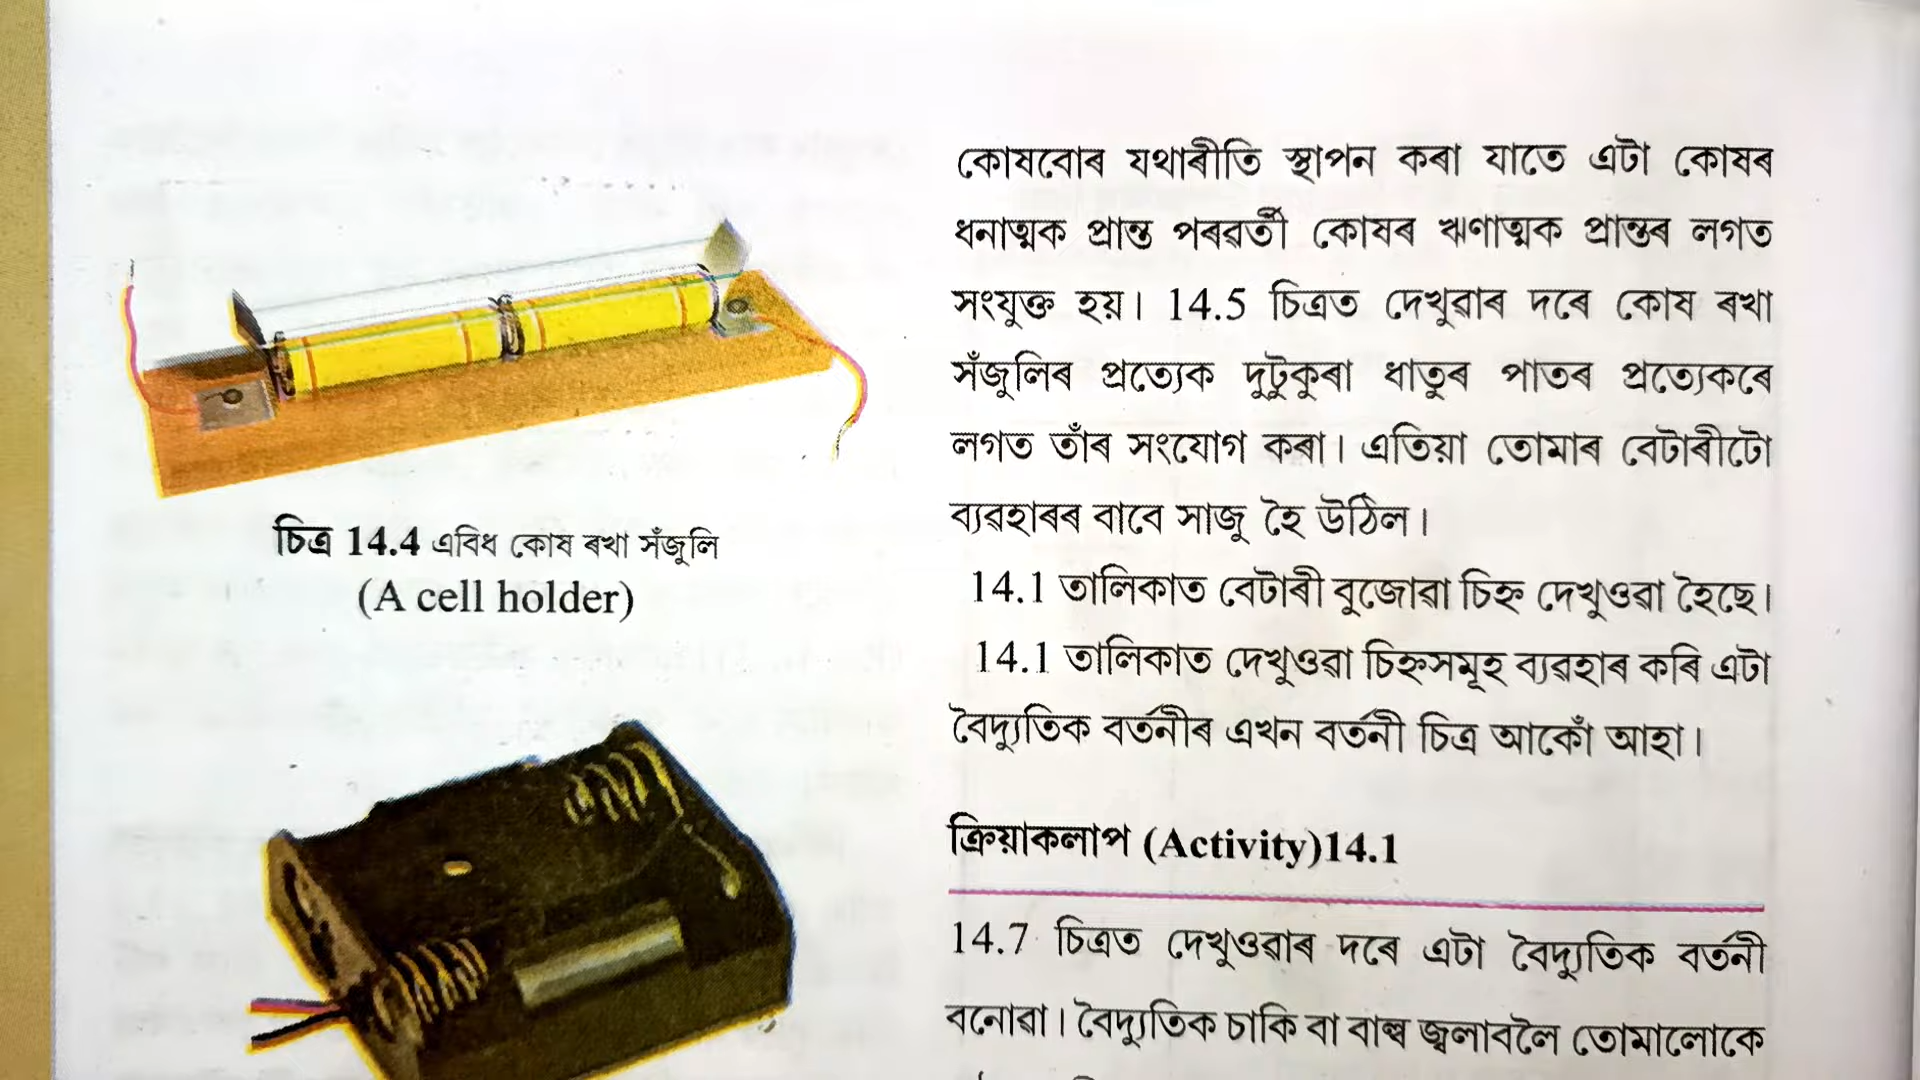 চিত্ৰ 14.4 এবিধ কোষ ৰখা সঁজুলি
(A cell holder)
কোষবোৰ যথাৰীতি স্থাপন কৰা যাতে এটা কোষৰ
ধনাত্মক প্ৰান্ত পৰৱৰ্তী কোষৰ ঋণাত্মক প্ৰান্তৰ লগত
সংযুক্ত হয়। 14.5 চিত্ৰত দেখুৱাৰ দৰে কোষ ৰখা
সঁজুলিৰ প্ৰত্যেক দুটুকুৰা ধাতুৰ পাতৰ প্ৰত্যেকৰে
লগত তাঁৰ সংযোগ কৰা। এতিয়া তোমাৰ বেটাৰীটো
ব্যৱহাৰৰ বাবে সাজু হৈ উঠিল।
14.1 তালিকাত বেটাৰী বুজোৱা চিহ্ন দেখুওৱা হৈছে।
14.1 তালিকাত দেখুওৱা চিহ্নসমূহ ব্যৱহাৰ কৰি এটা
বৈদ্যুতিক বৰ্তনীৰ এখন বৰ্তনী চিত্ৰ আকোঁ আহা।
ক্ৰিয়াকলাপ (Activity)14.1
14.7 চিত্ৰত দেখুওৱাৰ দৰে এটা বৈদ্যুতিক বৰ্তনী
বনোৱা। বৈদ্যুতিক চাকি বা বাল্ব জ্বলাবলৈ তোমালোকে